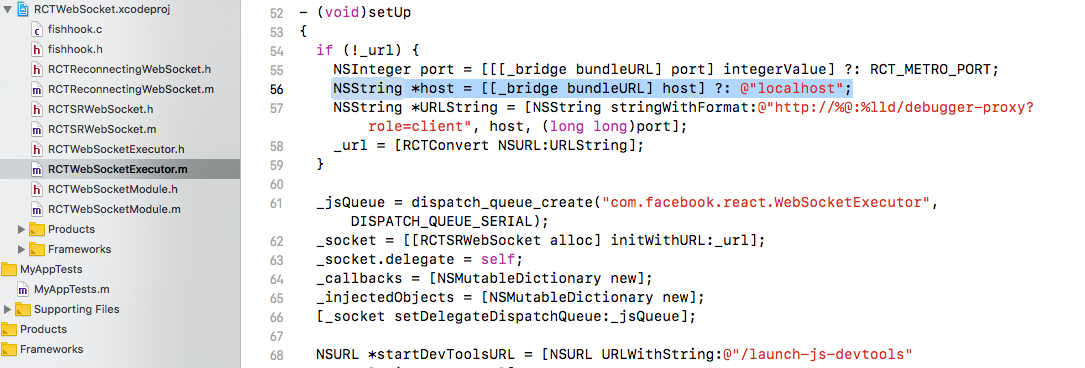 RCTWebSocket.xcodeproj
fishhook.c
fishhook.h
RCTReconnectingWebSocket.h
RCTReconnectingWebSocket.m
RCTSRWebSocket.h
RCTSRWebSocket.m
RCTWebSocketExecutor.h
RCTWebSocketExecutor.m
RCTWebSocketModule.h
RCTWebSocketModule.m
Products
Frameworks
MyAppTests
MyAppTests.m
Supporting Files
Products
Frameworks
52 - (void)setUp
53 {
54 if (!_url) {
55 NSInteger port = [[[_bridge bundleURL] port] integerValue] ?: RCT_METRO_PORT;
56 NSString *host = [[_bridge bundleURL] host] ?: @"localhost";
57 NSString *URLString = [NSString stringWithFormat:@"http://%@:%lld/debugger-proxy?
role=client", host, (long long)port];
58 _url = [RCTConvert NSURL:URLString];
59 }
60
61 _jsQueue = dispatch_queue_create("com.facebook.react.WebSocketExecutor",
DISPATCH_QUEUE_SERIAL);
62 _socket = [[RCTSRWebSocket alloc] initWithURL:_url];
63 _socket.delegate = self;
64 _callbacks = [NSMutableDictionary new];
65 _injectedObjects = [NSMutableDictionary new];
66 [_socket setDelegateDispatchQueue:_jsQueue];
67
68 NSURL *startDevToolsURL = [NSURL URLWithString:@"/launch-js-devtools"